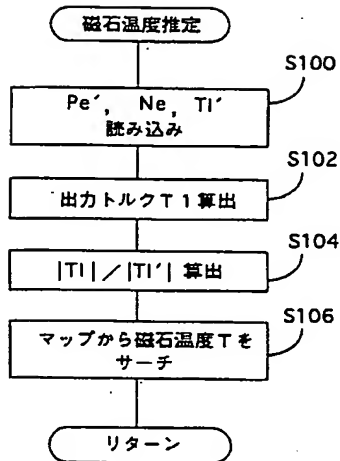 磁石温度推定
S100
Pe´, Ne, Tl´
読み込み
S102
出力トルクT1算出
S104
|Tl|/|Tl´| 算出
S106
マップから磁石温度Tを
サーチ
リターン